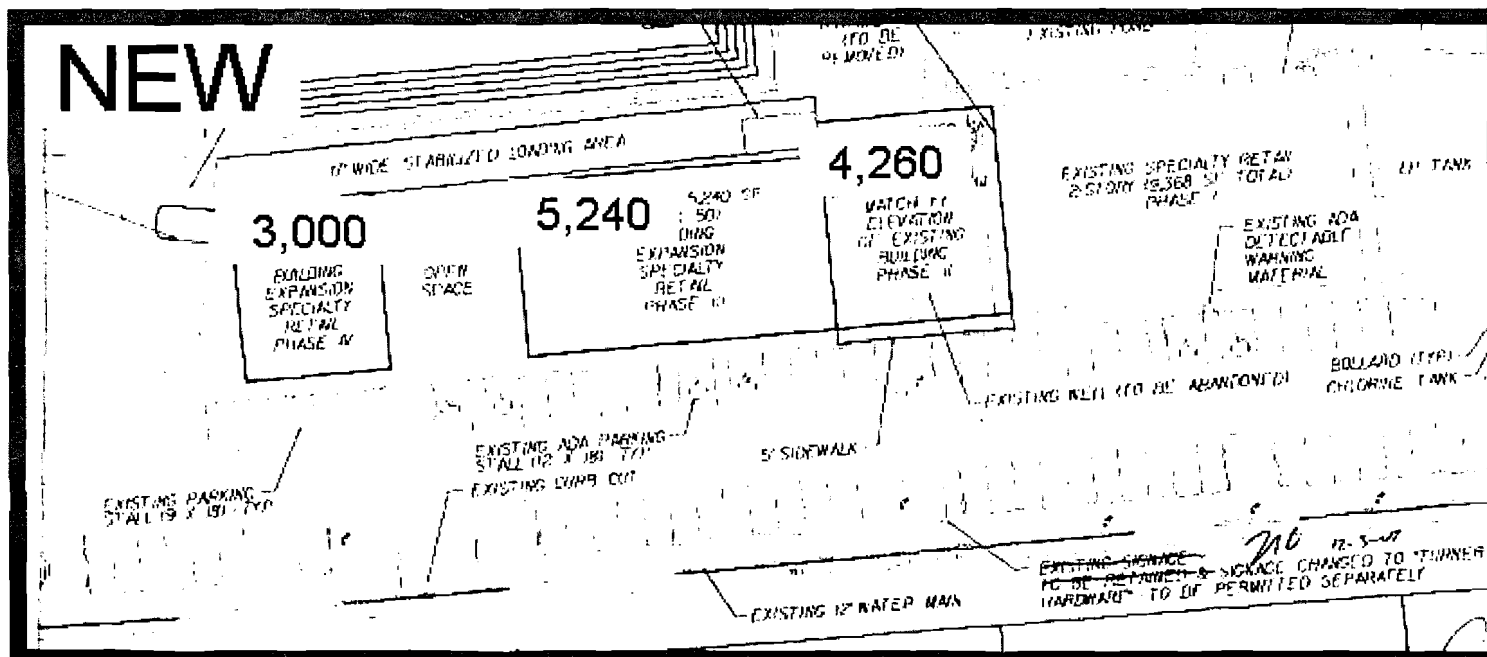 NEW
(TO BE
REMOVED)
EXISTING POND
WIDE STABILIZED LOADING AREA
3,000
BUILDING
EXPANSION
SPECIALTY
RETAIL
PHASE IV
OPEN
SPACE
5,240
5,240 SF
EXPANSION
SPECIALTY
RETAIL
PHASE III
4,260
MATCH FF
ELEVATION
OF EXISTING
BUILDING
PHASE II
EXISTING SPECIALTY RETAIL
2-STORY (9,368 SF TOTAL)
PHASE I
TANK
EXISTING ADA
DETECTABLE
WARNING
MATERIAL
BOLLARD (TYP)
CHLORINE TANK
EXISTING WELL (TO BE ABANDONED)
EXISTING ADA PARKING
STALL (12 X 18) TYP
5' SIDEWALK
EXISTING CURB CUT
EXISTING PARKING
STALL (9 X 18) TYP
EXISTING 12" WATER MAIN
EXISTING SIGNAGE
TO BE RETAINED & SIGNAGE CHANGED TO "TURNER
HARDWARE" TO BE PERMITTED SEPARATELY